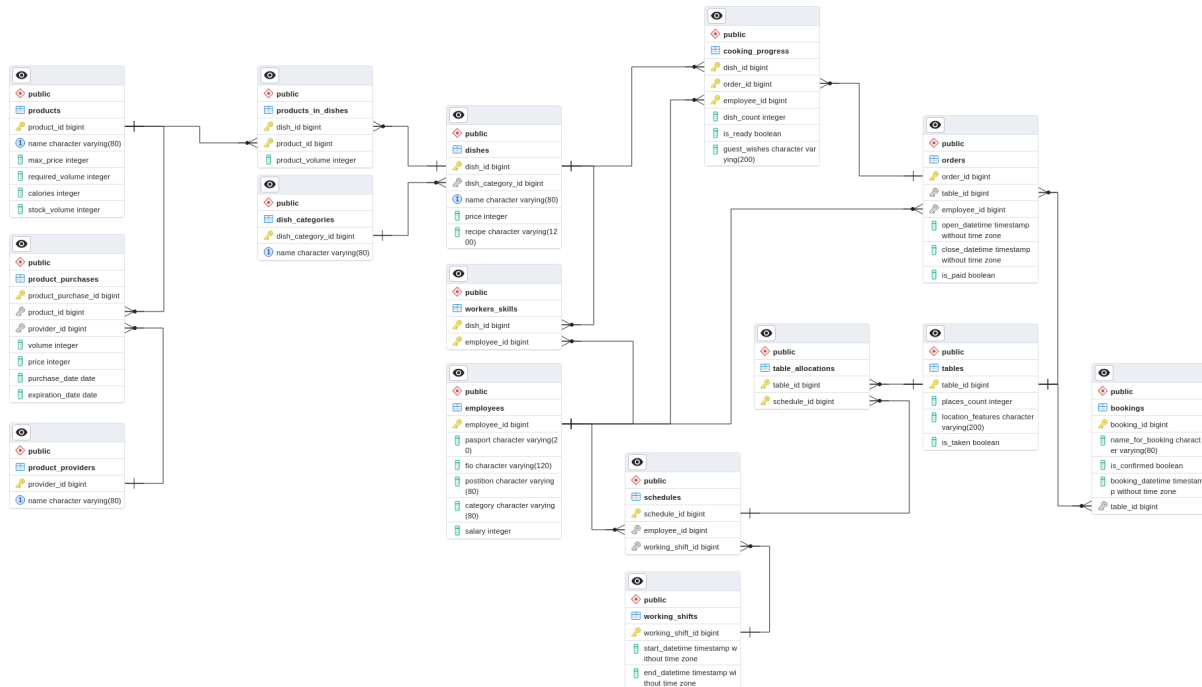 public
products
product_id bigint
name character varying(80)
max_price integer
required_volume integer
calories integer
stock_volume integer
public
product_purchases
product_purchase_id bigint
product_id bigint
provider_id bigint
volume integer
price integer
purchase_date date
expiration_date date
public
product_providers
provider_id bigint
name character varying(80)
public
products_in_dishes
dish_id bigint
product_id bigint
product_volume integer
public
dish_categories
dish_category_id bigint
name character varying(80)
public
dishes
dish_id bigint
dish_category_id bigint
name character varying(80)
price integer
recipe character varying(12
00)
public
workers_skills
dish_id bigint
employee_id bigint
public
employees
employee_id bigint
pasport character varying(2
0)
fio character varying(120)
postition character varying
(80)
category character varying
(80)
salary integer
public
cooking_progress
dish_id bigint
order_id bigint
employee_id bigint
dish_count integer
is_ready boolean
guest_wishes character var
ying(200)
public
schedules
schedule_id bigint
employee_id bigint
working_shift_id bigint
public
working_shifts
working_shift_id bigint
start_datetime timestamp w
ithout time zone
end_datetime timestamp wi
thout time zone
public
table_allocations
table_id bigint
schedule_id bigint
public
orders
order_id bigint
table_id bigint
employee_id bigint
open_datetime timestamp
without time zone
close_datetime timestamp
without time zone
is_paid boolean
public
tables
table_id bigint
places_count integer
location_features character
varying(200)
is_taken boolean
public
bookings
booking_id bigint
name_for_booking charact
er varying(80)
is_confirmed boolean
booking_datetime timestam
p without time zone
table_id bigint